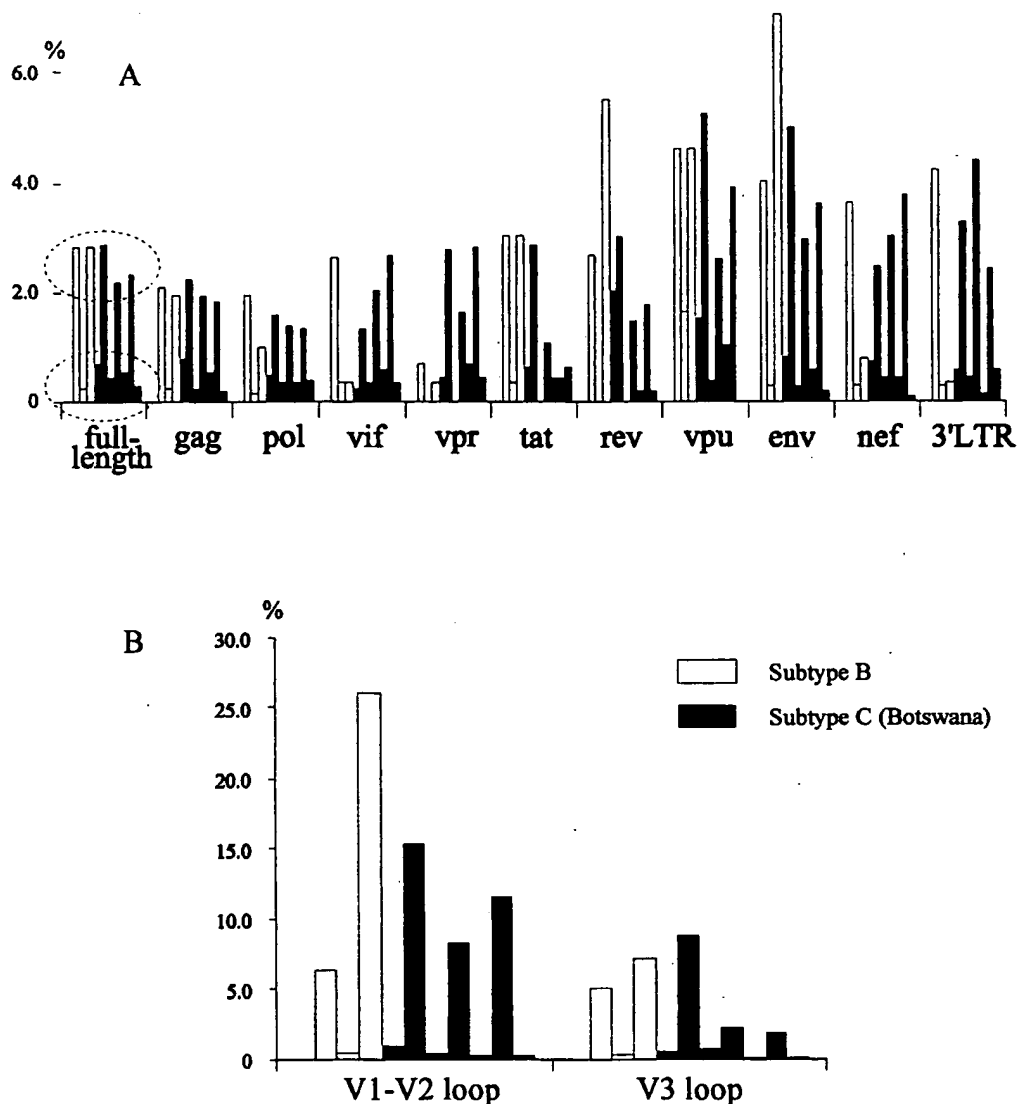 %
A
6.0
4.0
2.0
0
full-length gag pol vif vpr tat rev vpu env nef 3'LTR
%
B
30.0
25.0
20.0
15.0
10.0
5.0
0
Subtype B
Subtype C (Botswana)
V1-V2 loop V3 loop